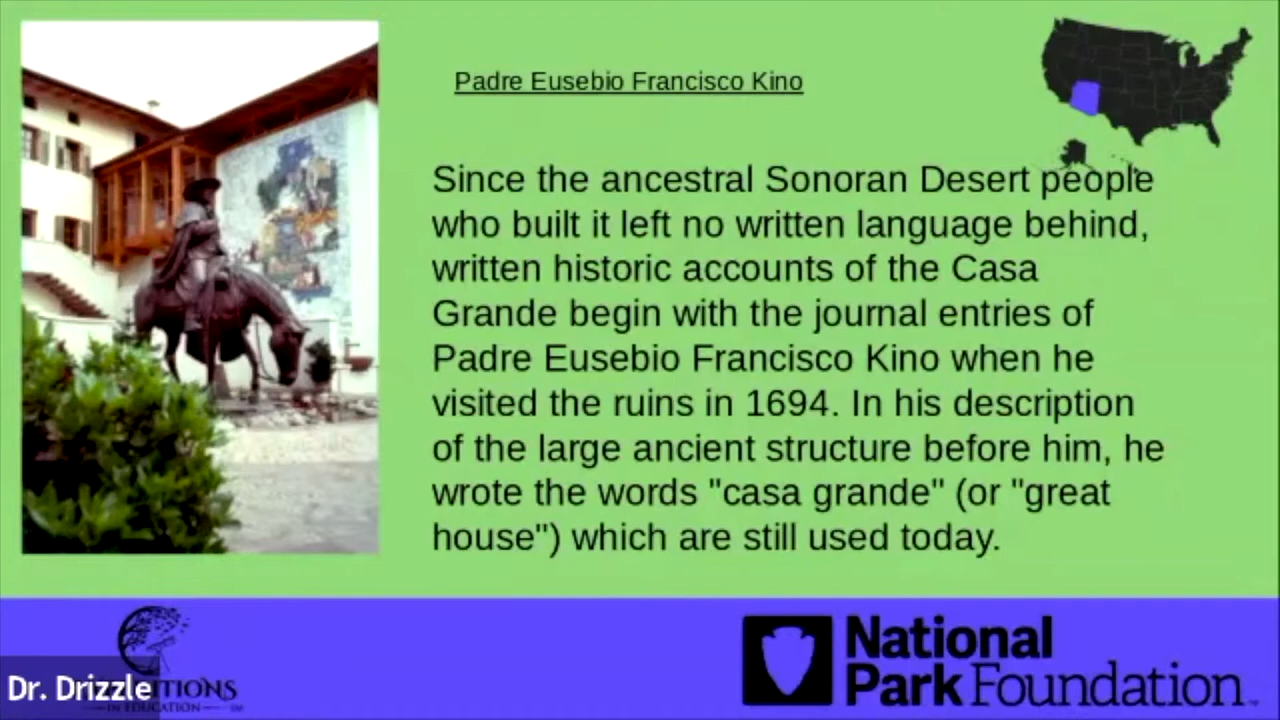 Padre Eusebio Francisco Kino
Since the ancestral Sonoran Desert people
who built it left no written language behind,
written historic accounts of the Casa
Grande begin with the journal entries of
Padre Eusebio Francisco Kino when he
visited the ruins in 1694. In his description
of the large ancient structure before him, he
wrote the words "casa grande" (or "great
house") which are still used today.
Dr. Drizzle
IN EDUCATION
National
Park Foundation